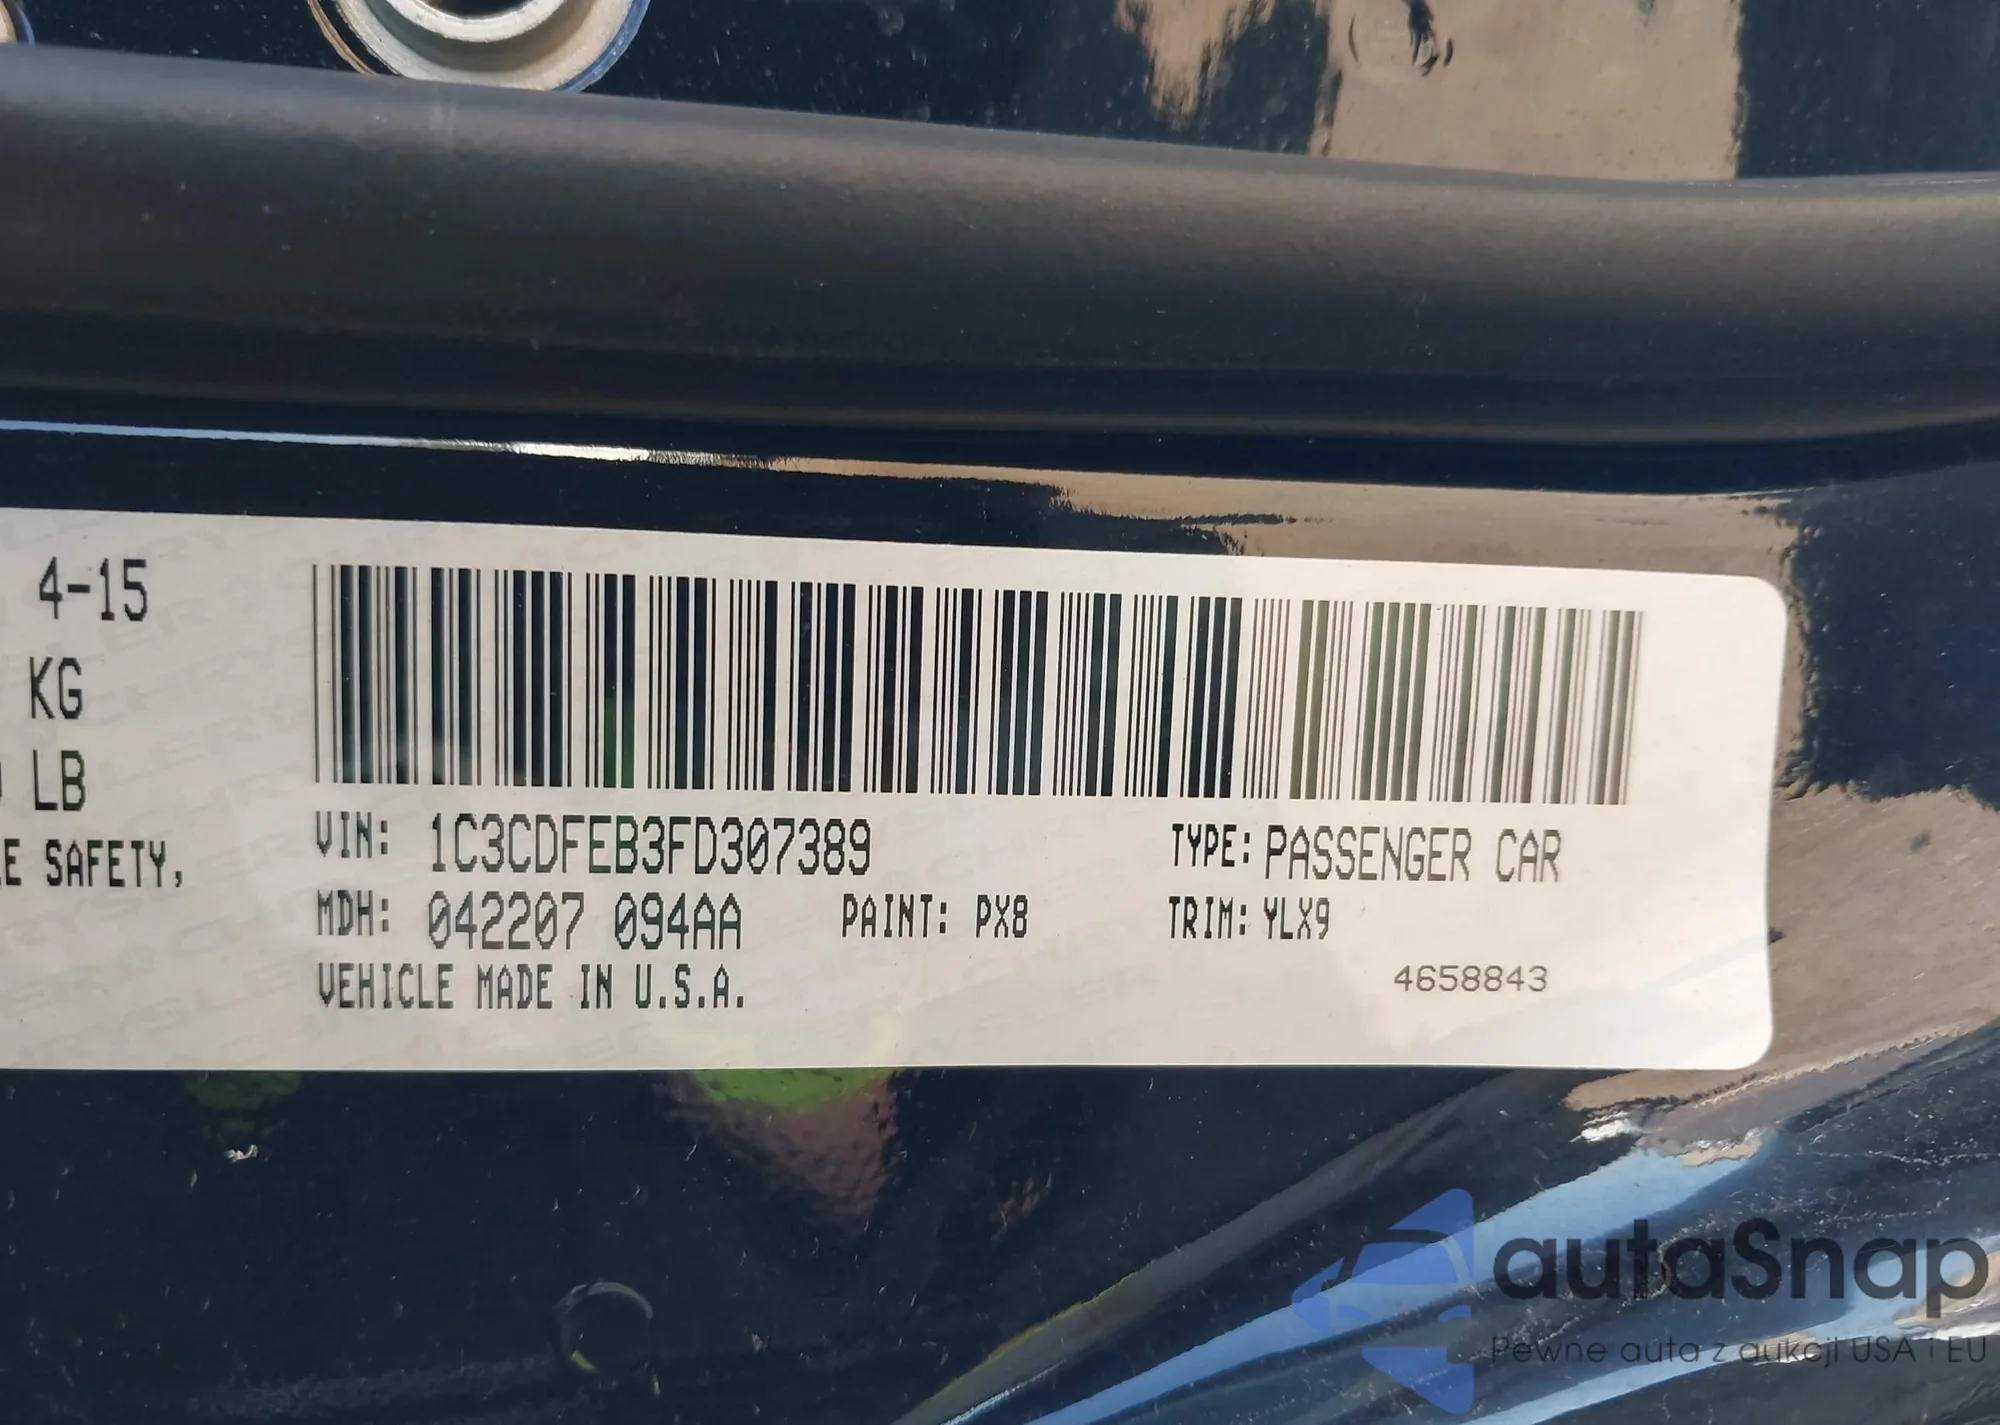 4-15
KG
LB
E SAFETY,
VIN: 1C3CDFEB3FD307389 TYPE: PASSENGER CAR
MDH: 042207 094AA PAINT: PX8 TRIM: YLX9
VEHICLE MADE IN U.S.A.
4658843
autaSnap
Pewne auta z aukcji USA i EU